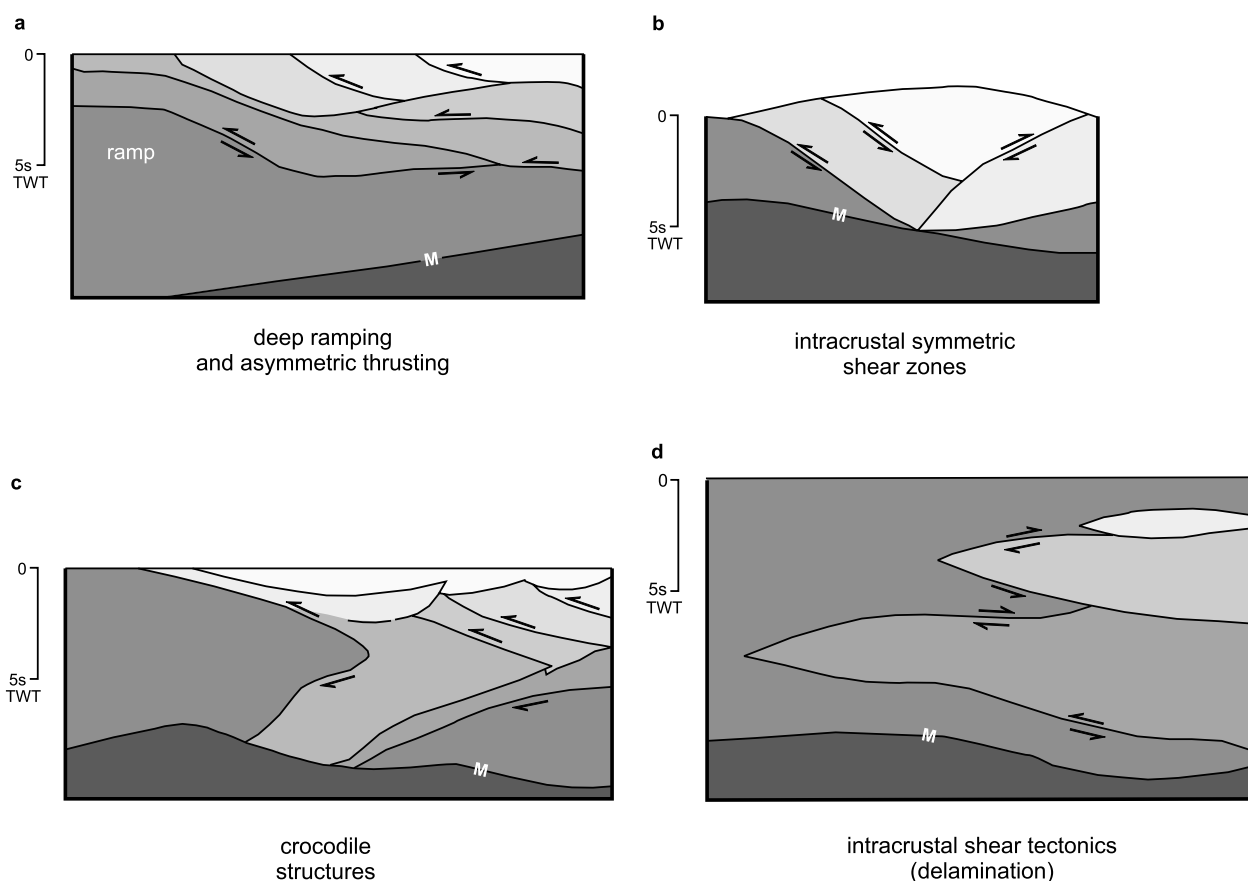 a
0
ramp
5s
TWT
M
deep ramping
and asymmetric thrusting
b
0
M
5s
TWT
intracrustal symmetric
shear zones
c
0
5s
TWT
M
crocodile
structures
d
0
5s
TWT
M
intracrustal shear tectonics
(delamination)